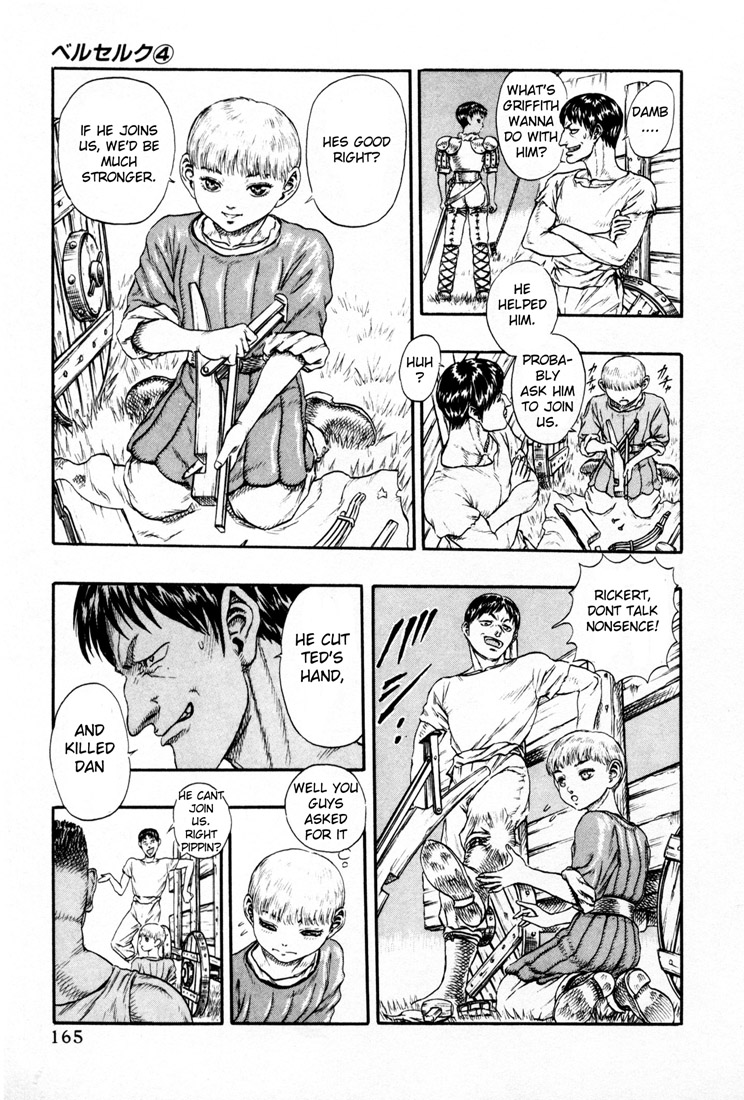 ベルセルク④
DAMB
....
WHAT'S
GRIFFITH
WANNA
DO WITH
HIM?
HE
HELPED
HIM.
PROBA-
BLY
ASK HIM
TO JOIN
US.
HUH
?
HES GOOD
RIGHT?
IF HE JOINS
US, WE'D BE
MUCH
STRONGER.
RICKERT,
DONT TALK
NONSENCE!
HE CUT
TED'S
HAND,
AND
KILLED
DAN
WELL YOU
GUYS
ASKED
FOR IT
HE CANT
JOIN
US.
RIGHT
PIPPIN?
165